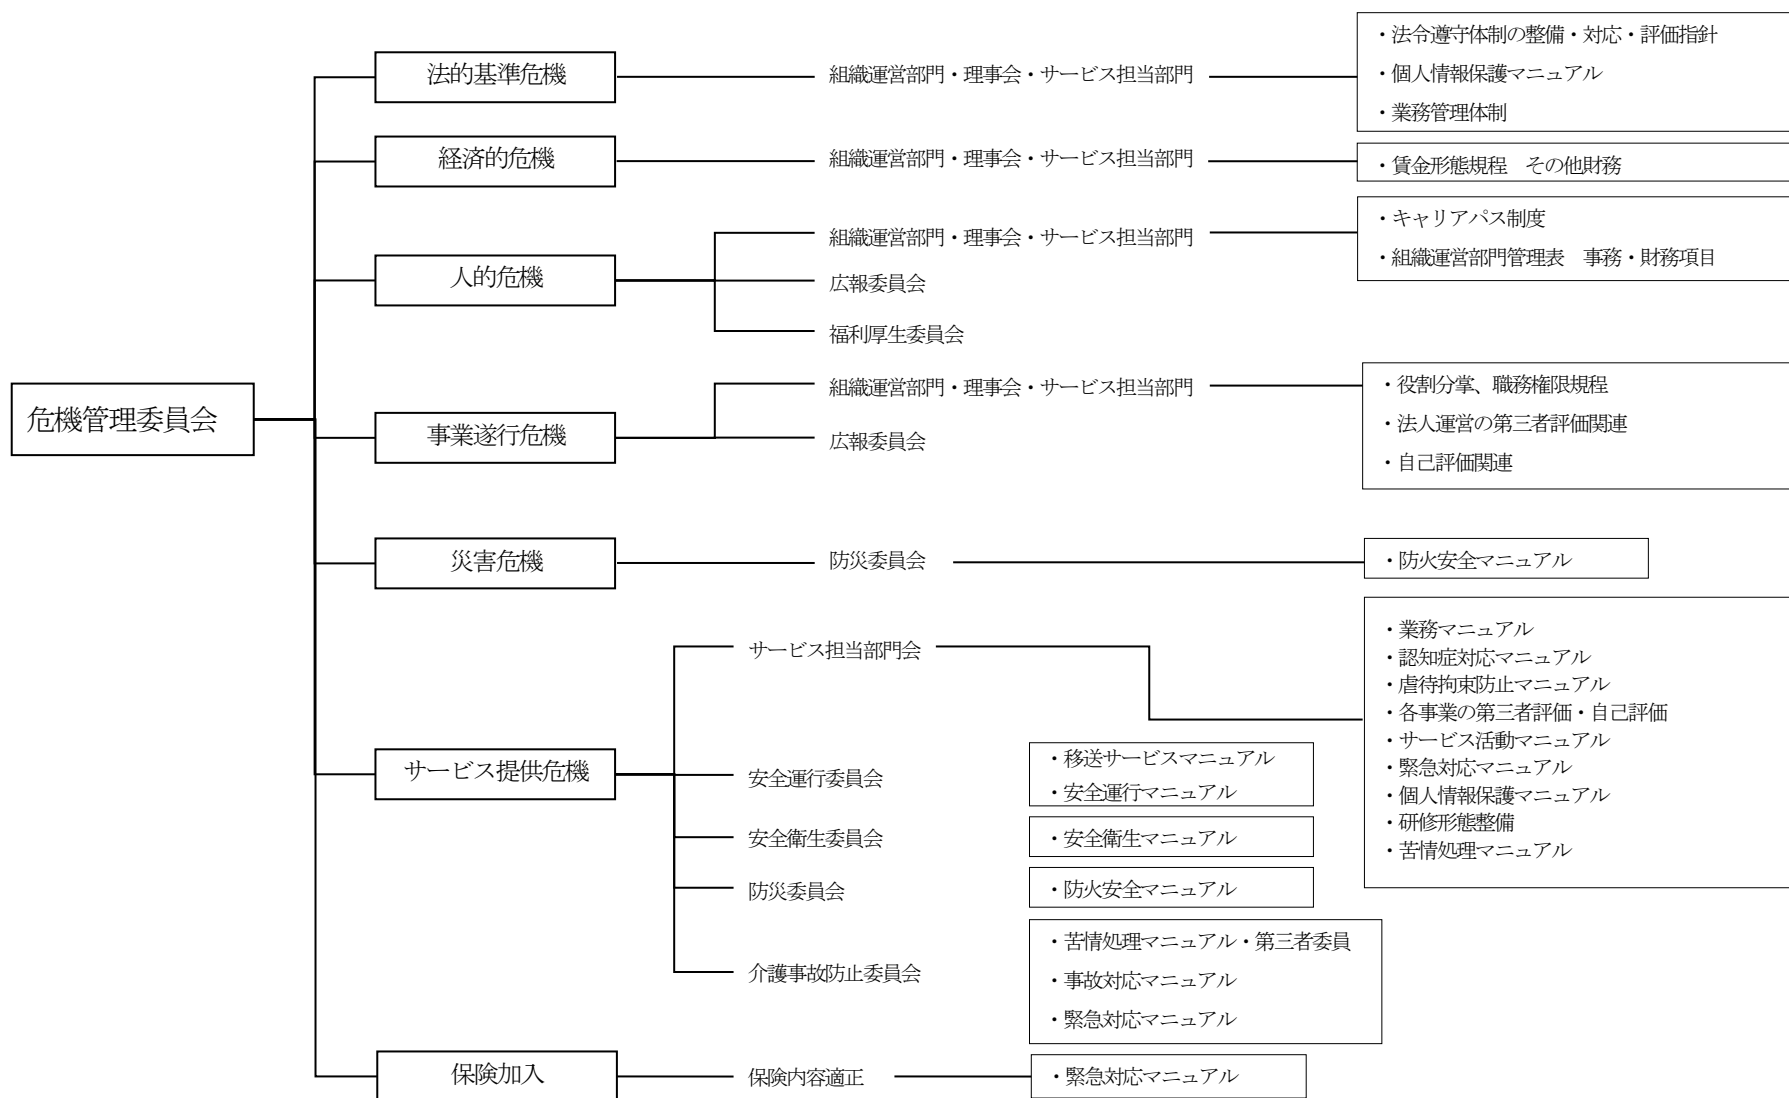 危機管理委員会
法的基準危機
組織運営部門・理事会・サービス担当部門
・法令遵守体制の整備・対応・評価指針
・個人情報保護マニュアル
・業務管理体制
経済的危機
組織運営部門・理事会・サービス担当部門
・賃金形態規程　その他財務
人的危機
組織運営部門・理事会・サービス担当部門
・キャリアパス制度
・組織運営部門管理表　事務・財務項目
広報委員会
福利厚生委員会
事業遂行危機
組織運営部門・理事会・サービス担当部門
・役割分掌、職務権限規程
・法人運営の第三者評価関連
・自己評価関連
広報委員会
災害危機
防災委員会
・防火安全マニュアル
サービス提供危機
サービス担当部門会
・業務マニュアル
・認知症対応マニュアル
・虐待拘束防止マニュアル
・各事業の第三者評価・自己評価
・サービス活動マニュアル
・緊急対応マニュアル
・個人情報保護マニュアル
・研修形態整備
・苦情処理マニュアル
安全運行委員会
・移送サービスマニュアル
・安全運行マニュアル
安全衛生委員会
・安全衛生マニュアル
防災委員会
・防火安全マニュアル
介護事故防止委員会
・苦情処理マニュアル・第三者委員
・事故対応マニュアル
・緊急対応マニュアル
保険加入
保険内容適正
・緊急対応マニュアル